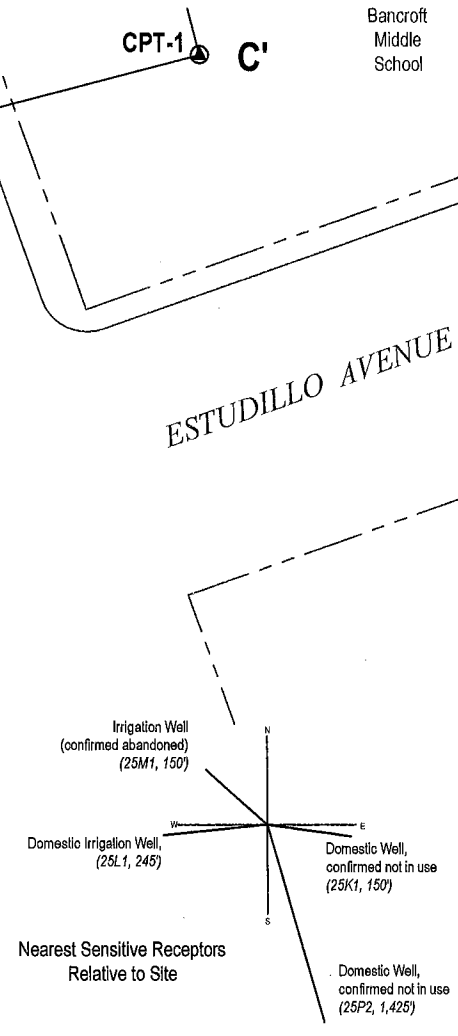 Bancroft
Middle
School
CPT-1
C'
ESTUDILLO AVENUE
Irrigation Well
(confirmed abandoned)
(25M1, 150')
N
W
E
S
Domestic Irrigation Well,
(25L1, 245')
Domestic Well,
confirmed not in use
(25K1, 150')
Nearest Sensitive Receptors
Relative to Site
Domestic Well,
confirmed not in use
(25P2, 1,425')